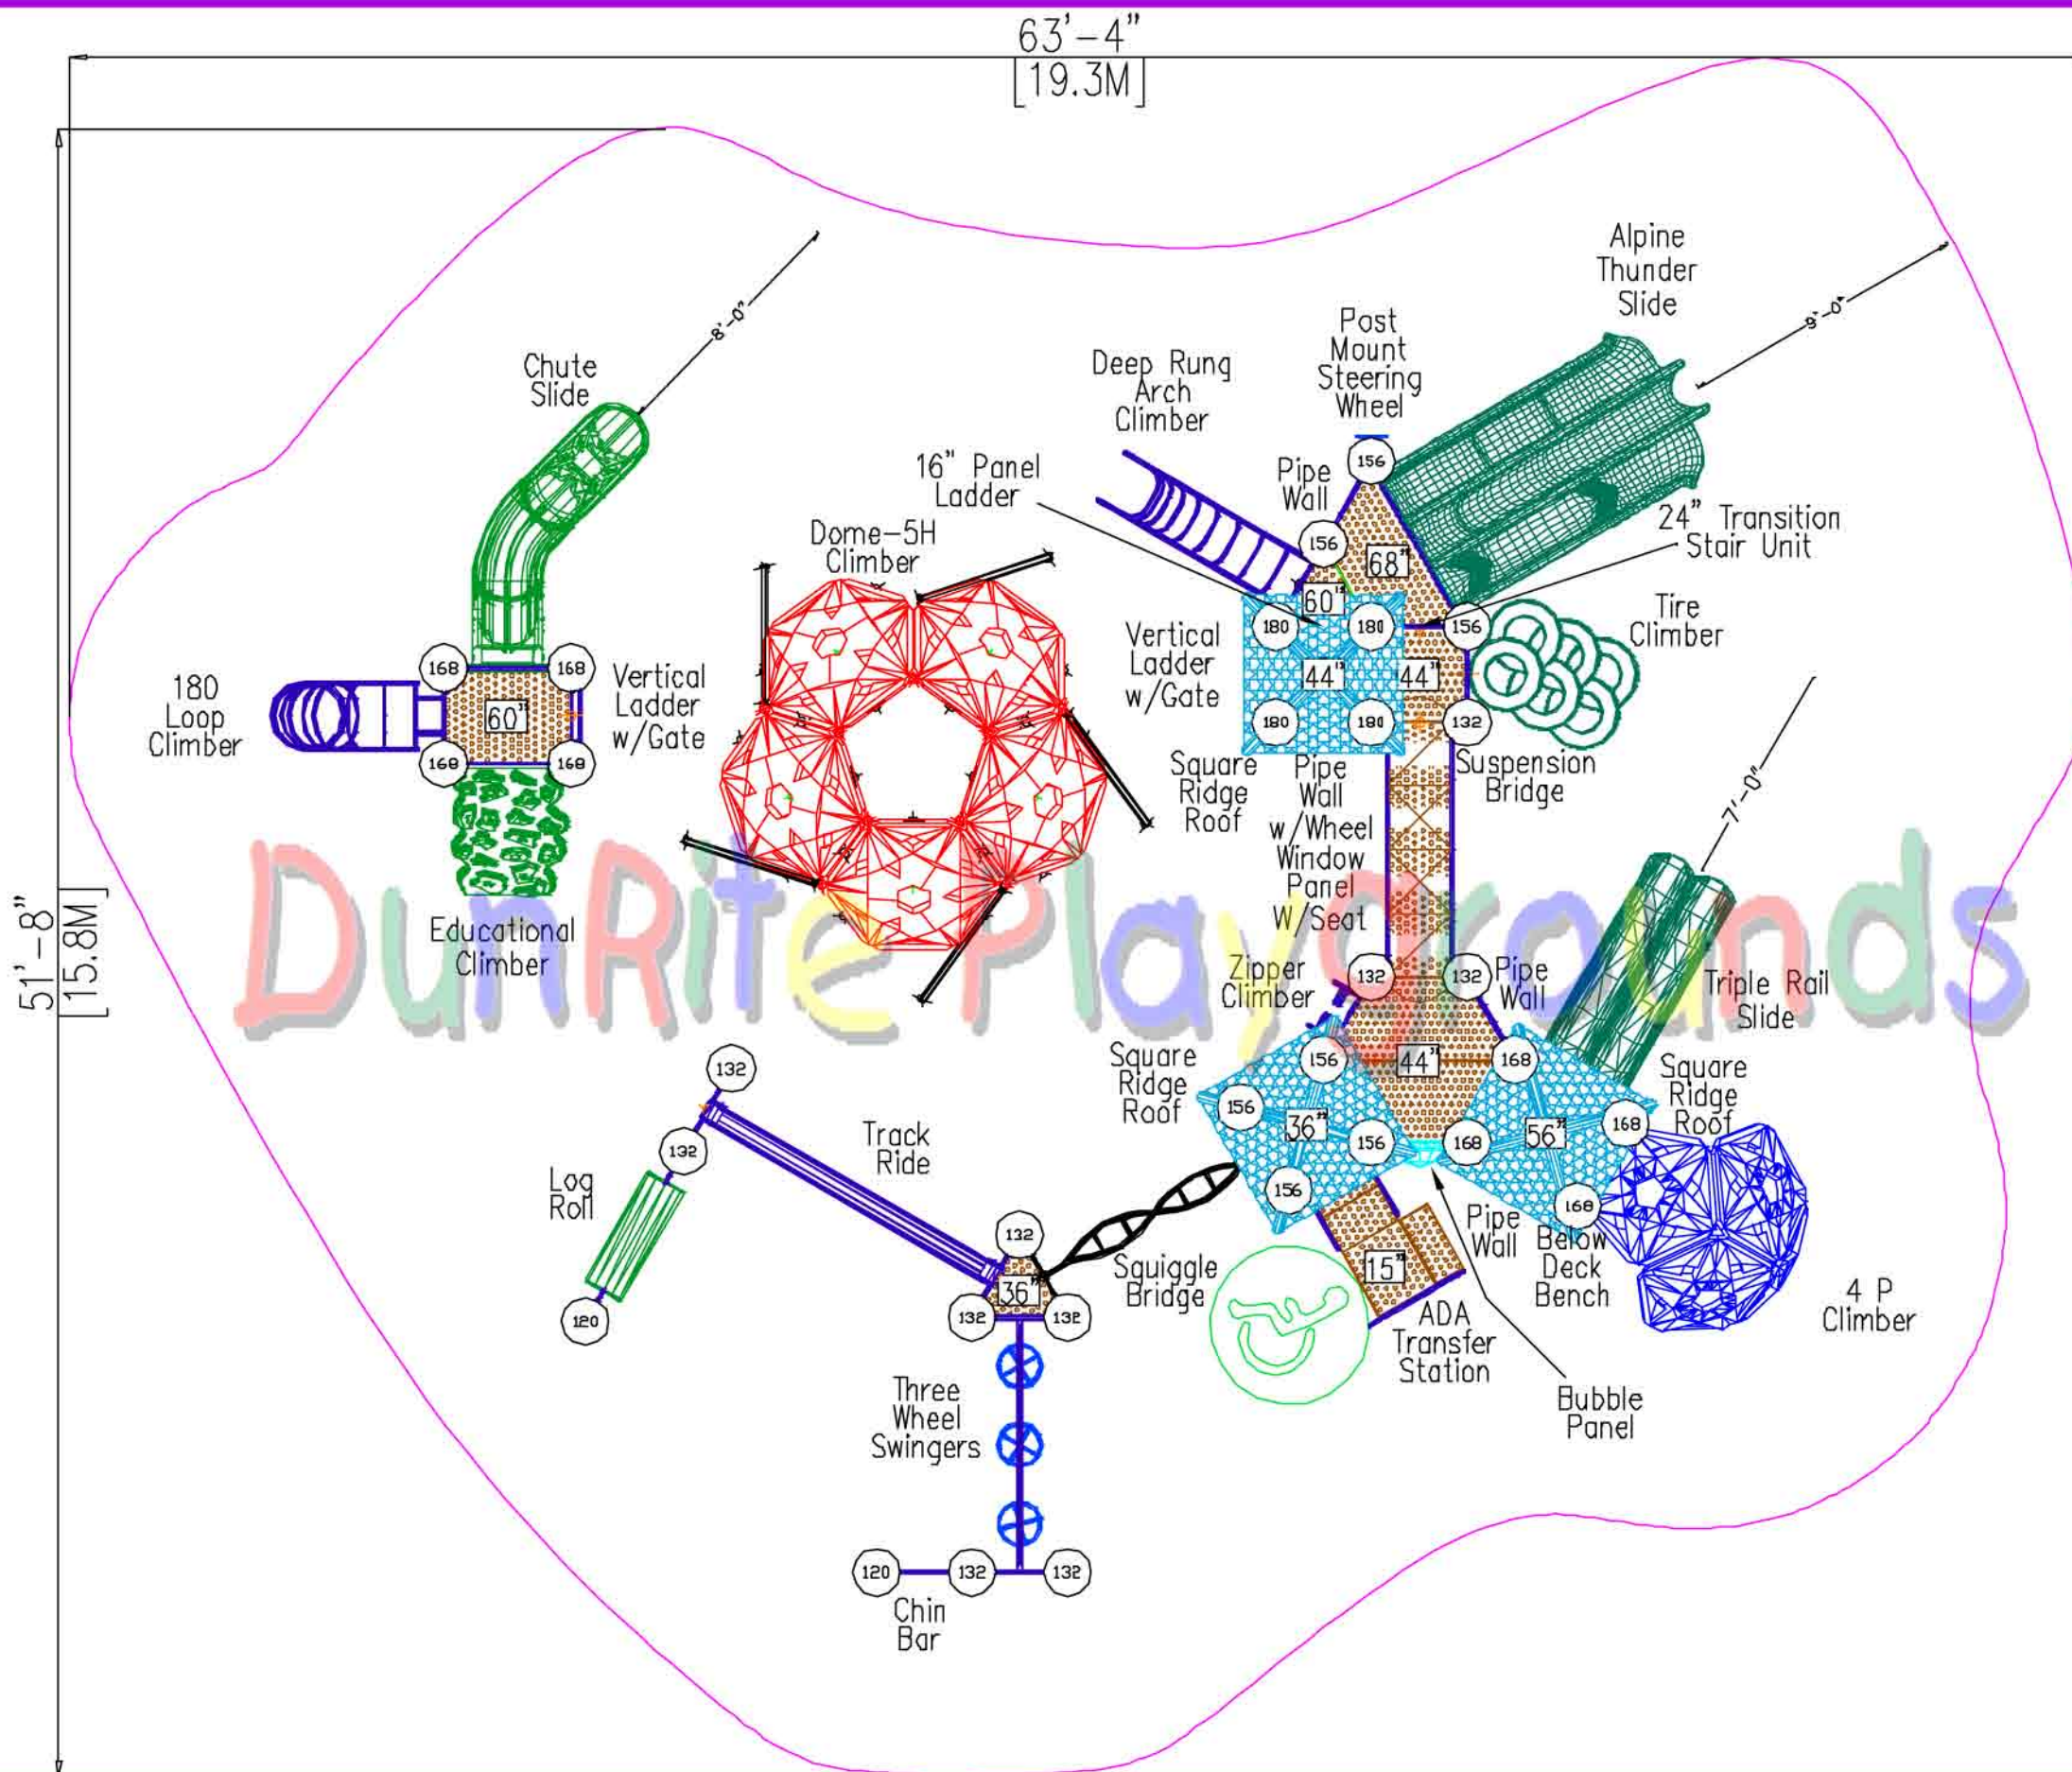 63'-4"
[19.3M]
51'-8"
[15.8M]
8'-0"
Alpine
Thunder
Slide
9'-0"
Post
Mount
Steering
Wheel
Deep Rung
Arch
Climber
Chute
Slide
16" Panel
Ladder
Pipe
Wall
156
156
68"
24" Transition
Stair Unit
Dome-5H
Climber
60"
180
180
156
Tire
Climber
Vertical
Ladder
w/Gate
44"
44"
180
180
132
168
168
Vertical
Ladder
w/Gate
180
Loop
Climber
60"
168
168
Square
Ridge
Roof
Pipe
Wall
w/Wheel
Window
Panel
W/Seat
Suspension
Bridge
7'-0"
DunRite Playgrounds
Educational
Climber
Zipper
Climber
132
132
Pipe
Wall
Triple Rail
Slide
Square
Ridge
Roof
156
44"
168
Square
Ridge
Roof
156
36"
156
168
56"
168
156
168
132
132
Track
Ride
Log
Roll
120
132
36"
132
132
Squiggle
Bridge
15"
ADA
Transfer
Station
Pipe
Wall
Below
Deck
Bench
4 P
Climber
Bubble
Panel
Three
Wheel
Swingers
120
132
132
Chin
Bar